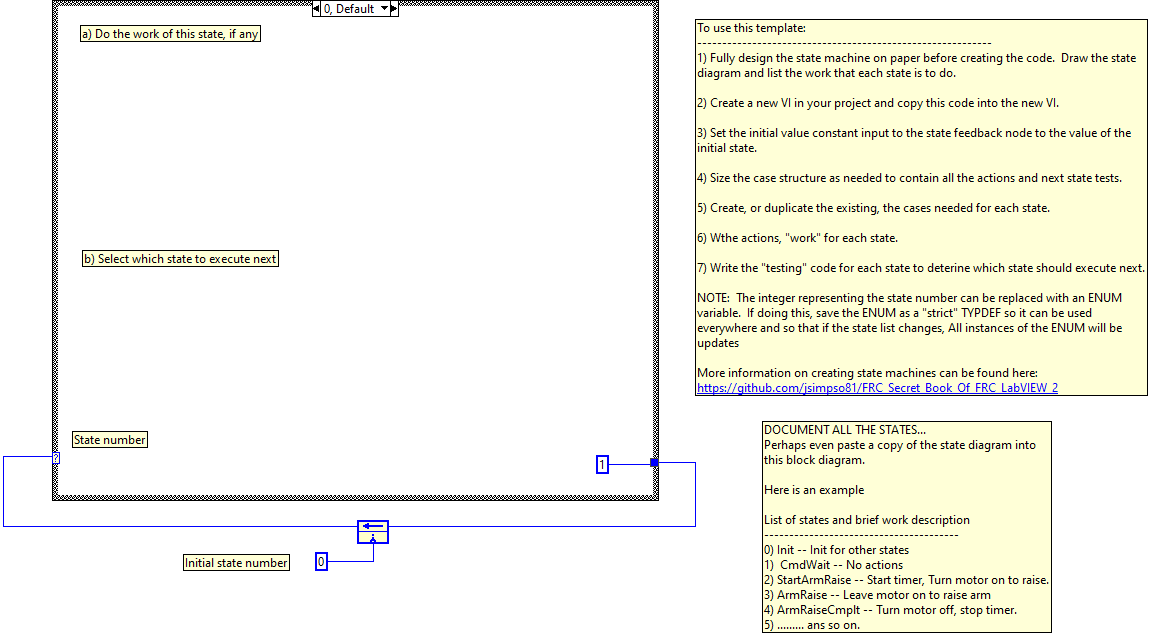 0, Default
a) Do the work of this state, if any
b) Select which state to execute next
State number
?
1
Initial state number
0
To use this template:
--------------------------------------------------------
1) Fully design the state machine on paper before creating the code.  Draw the state
diagram and list the work that each state is to do.
2) Create a new VI in your project and copy this code into the new VI.
3) Set the initial value constant input to the state feedback node to the value of the
initial state.
4) Size the case structure as needed to contain all the actions and next state tests.
5) Create, or duplicate the existing, the cases needed for each state.
6) Wthe actions, "work" for each state.
7) Write the "testing" code for each state to deterine which state should execute next.
NOTE:  The integer representing the state number can be replaced with an ENUM
variable.  If doing this, save the ENUM as a "strict" TYPDEF so it can be used
everywhere and so that if the state list changes, All instances of the ENUM will be
updates
More information on creating state machines can be found here:
https://github.com/jsimpso81/FRC_Secret_Book_Of_FRC_LabVIEW_2
DOCUMENT ALL THE STATES...
Perhaps even paste a copy of the state diagram into
this block diagram.
Here is an example
List of states and brief work description
---------------------------------------
0) Init -- Init for other states
1)  CmdWait -- No actions
2) StartArmRaise -- Start timer, Turn motor on to raise.
3) ArmRaise -- Leave motor on to raise arm
4) ArmRaiseCmplt -- Turn motor off, stop timer.
5) ......... ans so on.